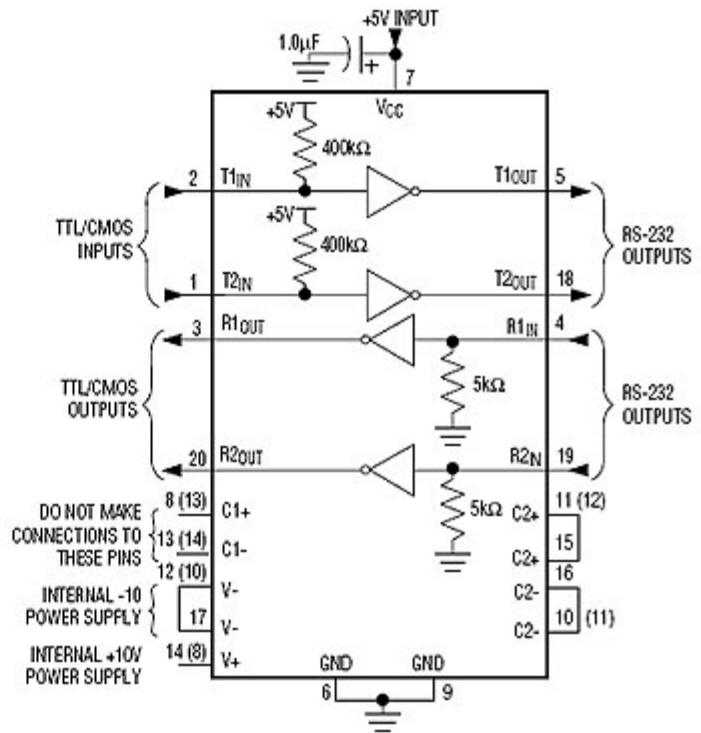 +5V INPUT
1.0µF
+
7
VCC
+5V
400kΩ
2
T1IN
T1OUT
5
+5V
400kΩ
TTL/CMOS
INPUTS
RS-232
OUTPUTS
1
T2IN
T2OUT
18
3
R1OUT
R1IN
4
5kΩ
TTL/CMOS
OUTPUTS
RS-232
OUTPUTS
20
R2OUT
R2IN
19
5kΩ
8 (13)
C1+
C2+
11 (12)
DO NOT MAKE
CONNECTIONS TO
THESE PINS
13 (14)
C1-
C2+
15
12 (10)
V-
C2-
16
INTERNAL -10
POWER SUPPLY
17
V-
C2-
10 (11)
INTERNAL +10V
POWER SUPPLY
14 (8)
V+
GND
GND
6
9